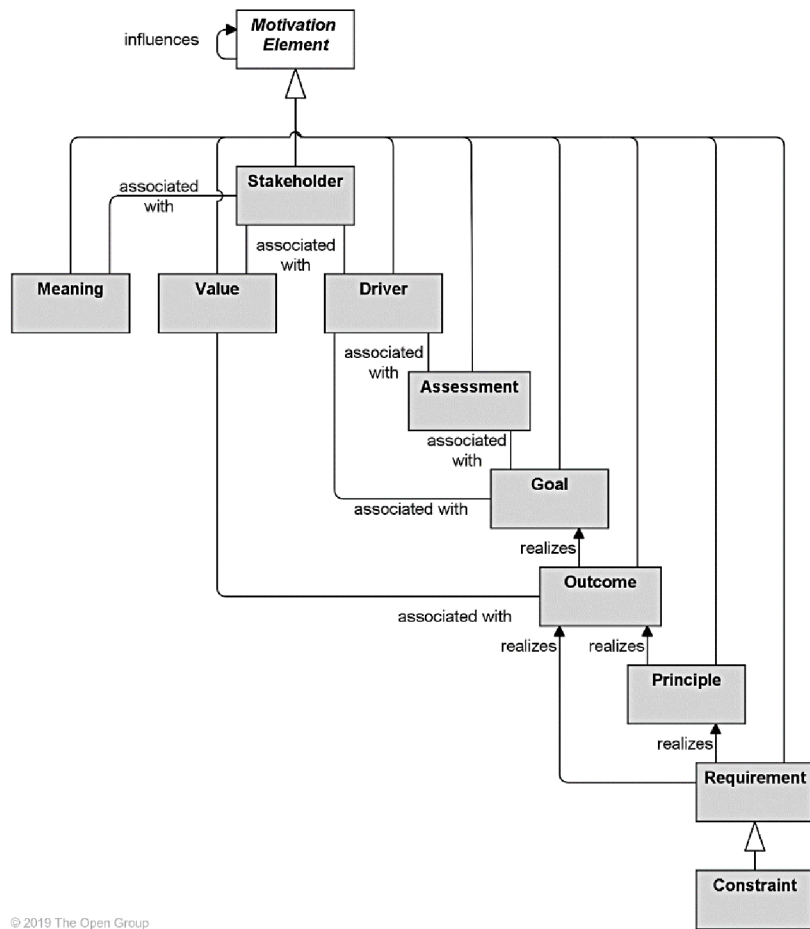 Motivation
Element
influences
Stakeholder
associated
with
associated
with
Meaning
Value
Driver
associated
with
Assessment
associated
with
Goal
associated with
realizes
Outcome
associated with
realizes
realizes
Principle
realizes
Requirement
Constraint
© 2019 The Open Group